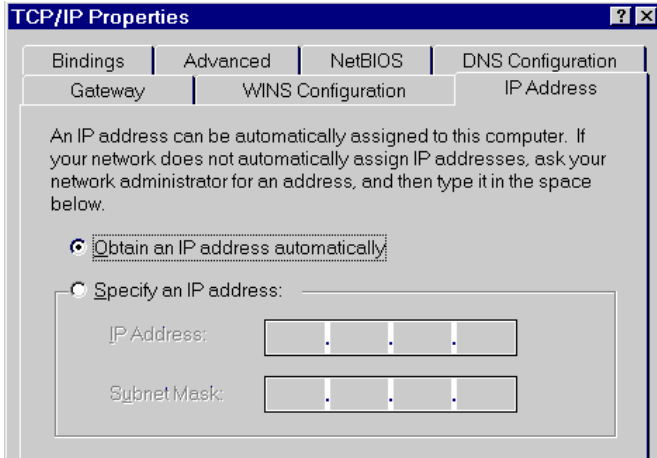 TCP/IP Properties
Bindings Advanced NetBIOS DNS Configuration
Gateway WINS Configuration IP Address
An IP address can be automatically assigned to this computer. If
your network does not automatically assign IP addresses, ask your
network administrator for an address, and then type it in the space
below.
Obtain an IP address automatically
Specify an IP address:
IP Address:
Subnet Mask: